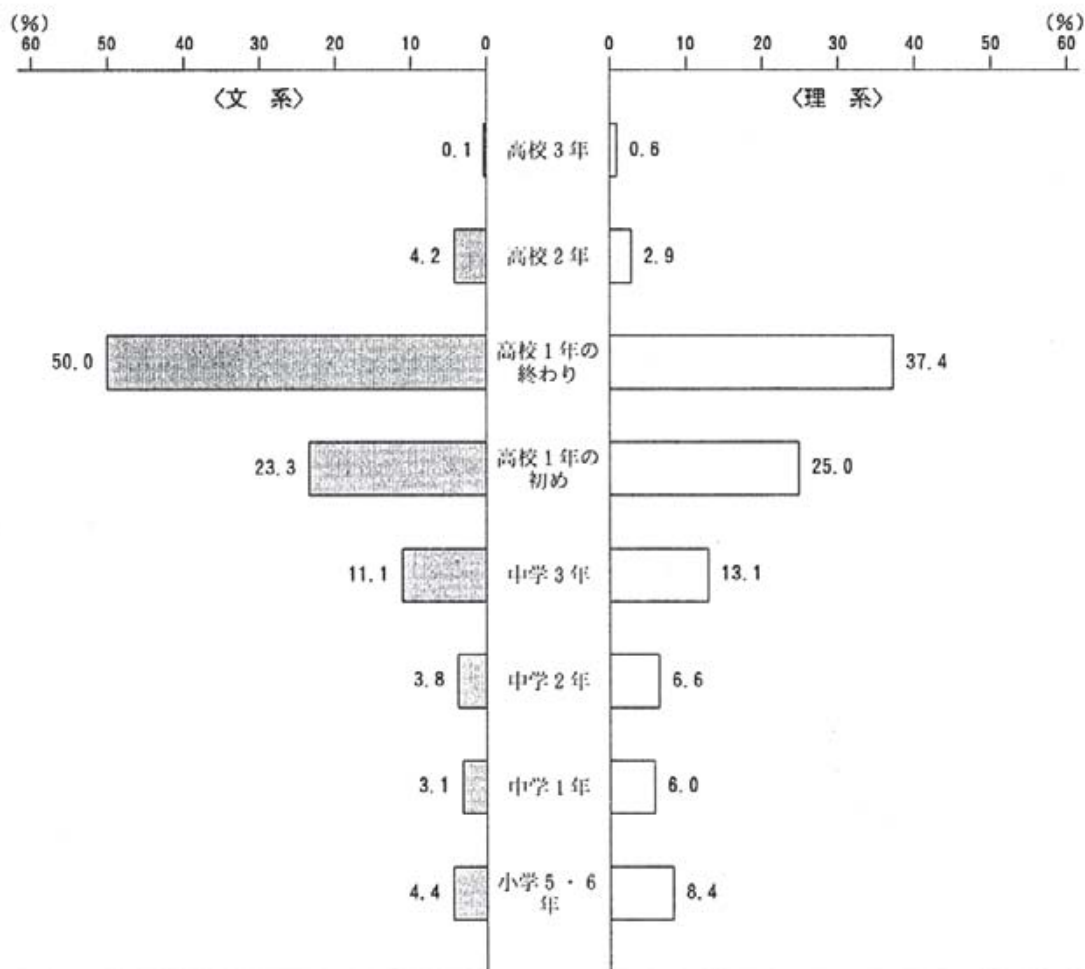 (%) (%)
60 50 40 30 20 10 0 0 10 20 30 40 50 60
〈文 系〉 〈理 系〉
0.1 高校3年 0.6
4.2 高校2年 2.9
高校1年の
50.0 終わり 37.4
高校1年の
23.3 初め 25.0
11.1 中学3年 13.1
3.8 中学2年 6.6
3.1 中学1年 6.0
小学5・6
4.4 年 8.4